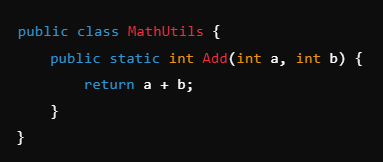 public class MathUtils {
    public static int Add(int a, int b) {
        return a + b;
    }
}